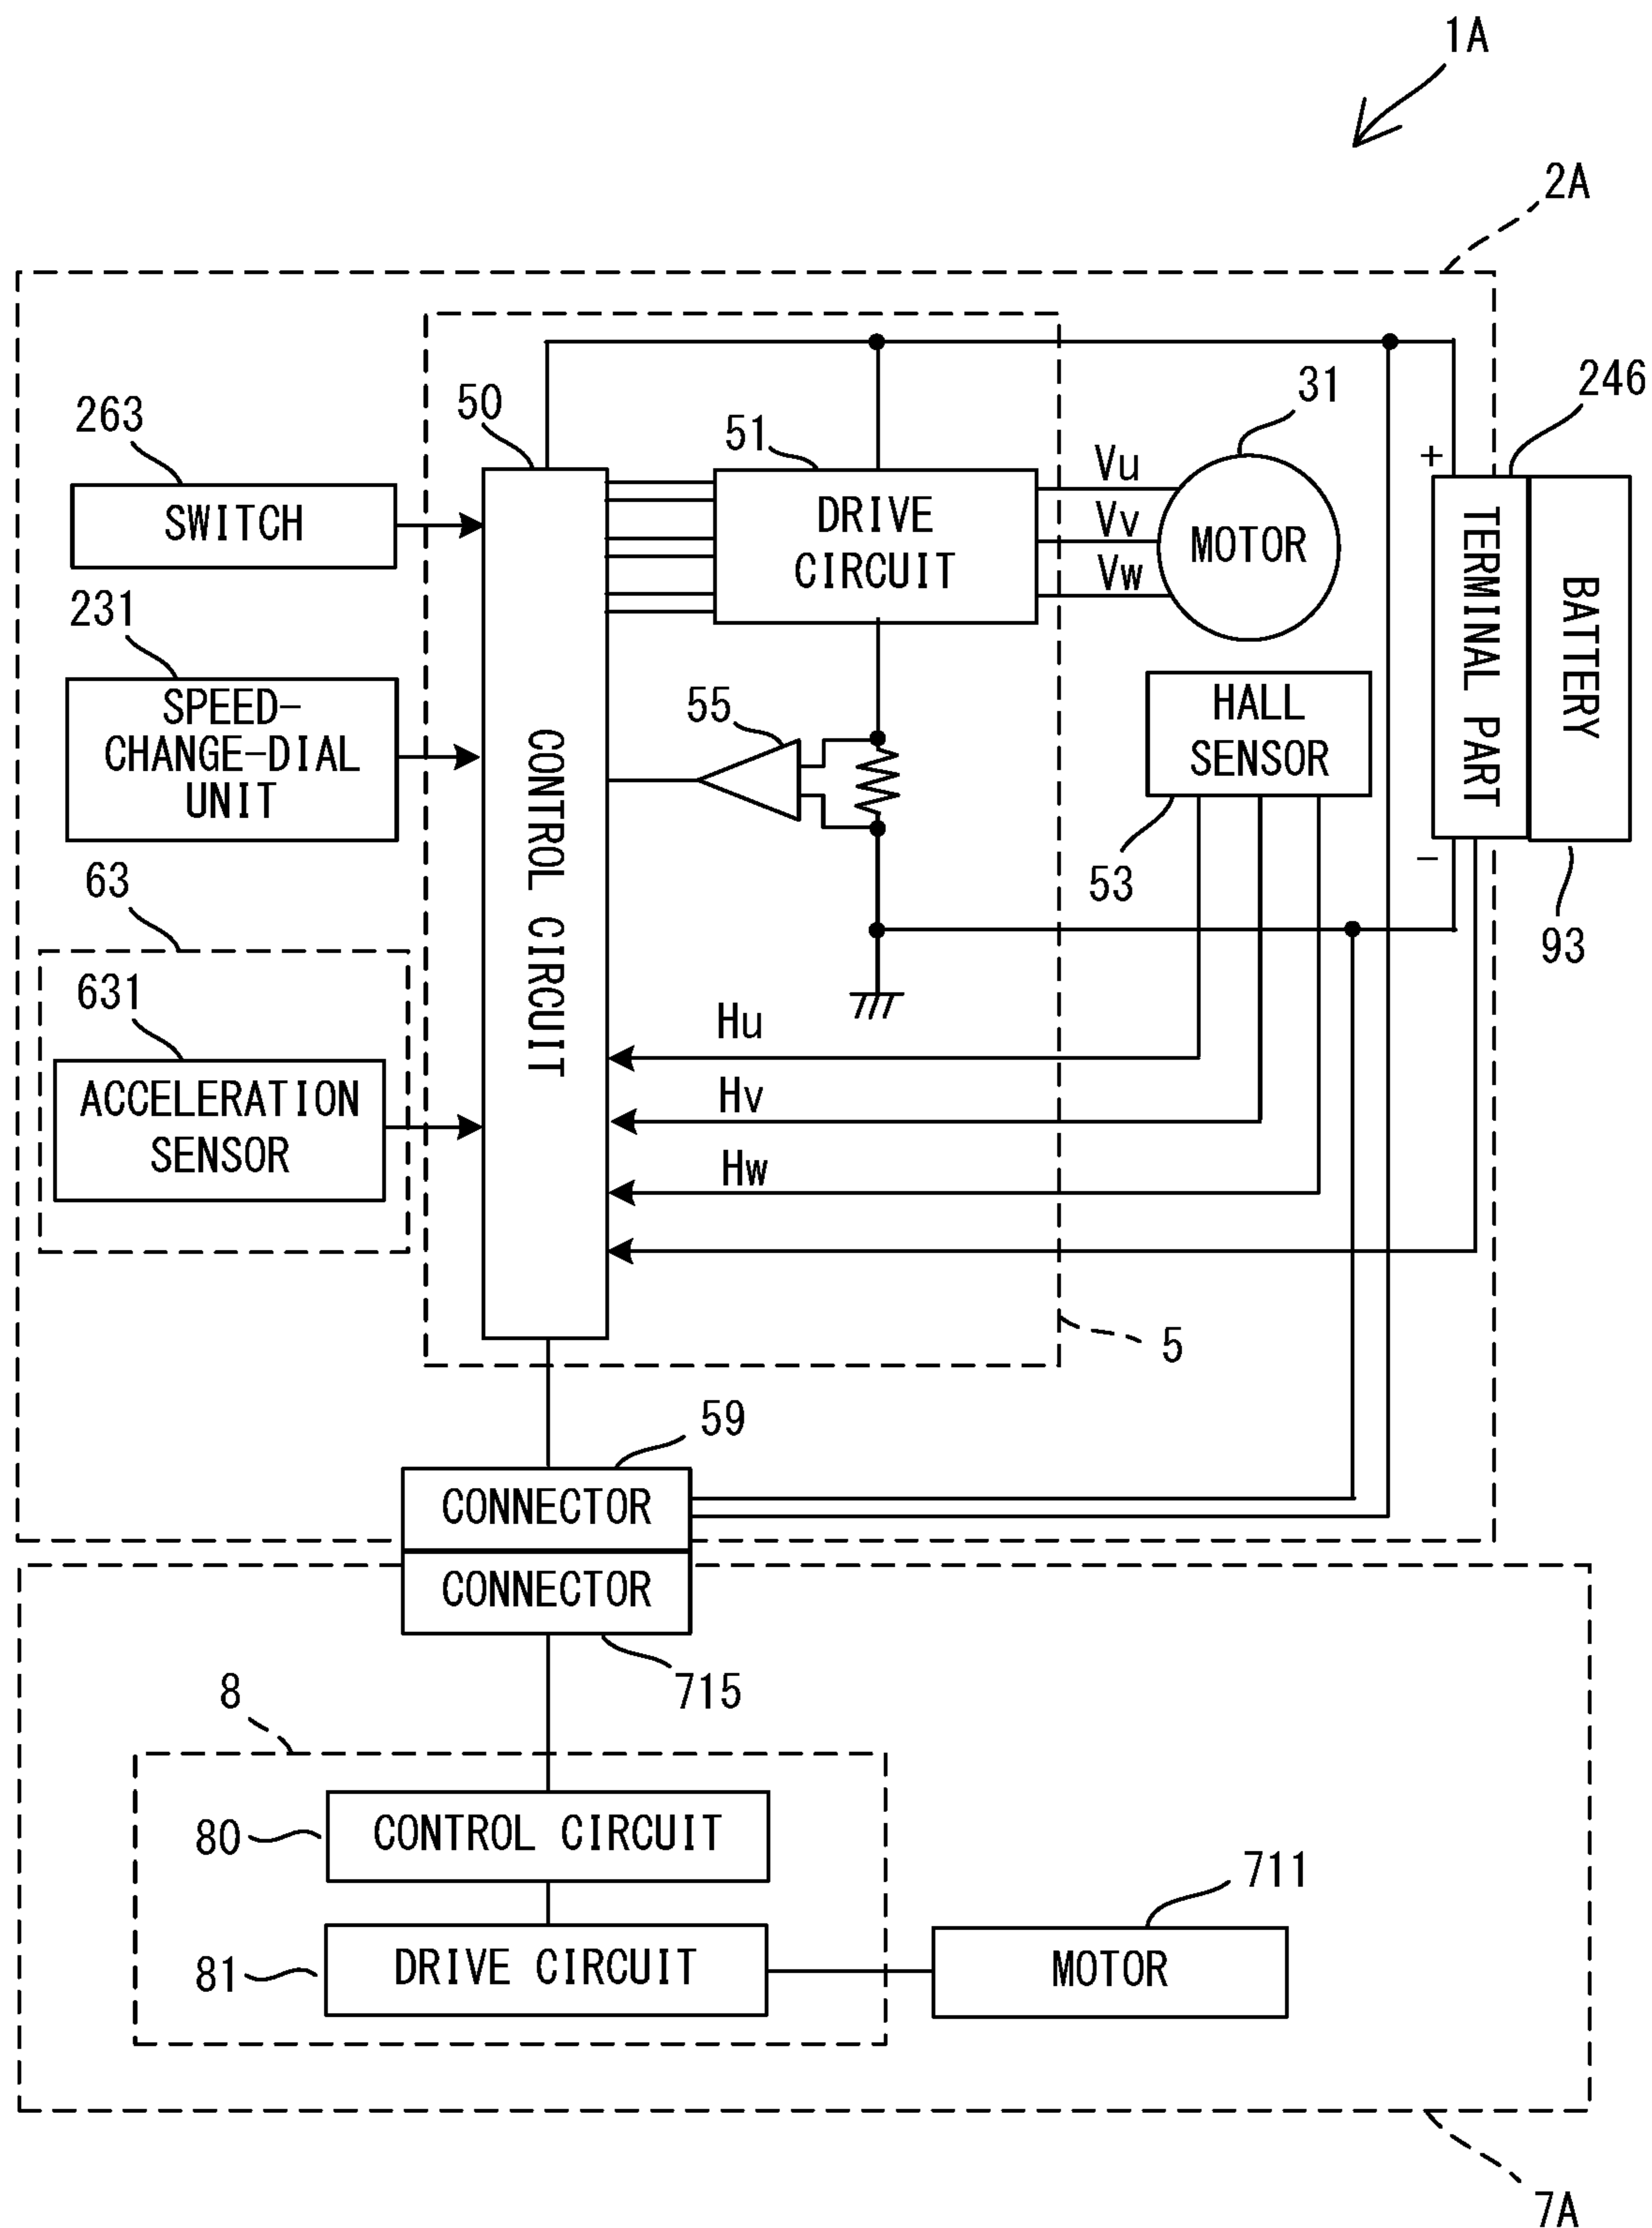 1A
2A
246
31
50
51
263
Vu
+
SWITCH
DRIVE
CIRCUIT
Vv
MOTOR
Vw
TERMINAL PART
BATTERY
231
SPEED-
CHANGE-DIAL
UNIT
55
HALL
SENSOR
CONTROL CIRCUIT
63
53
−
93
631
Hu
ACCELERATION
SENSOR
Hv
Hw
5
59
CONNECTOR
CONNECTOR
715
8
80
CONTROL CIRCUIT
711
81
DRIVE CIRCUIT
MOTOR
7A